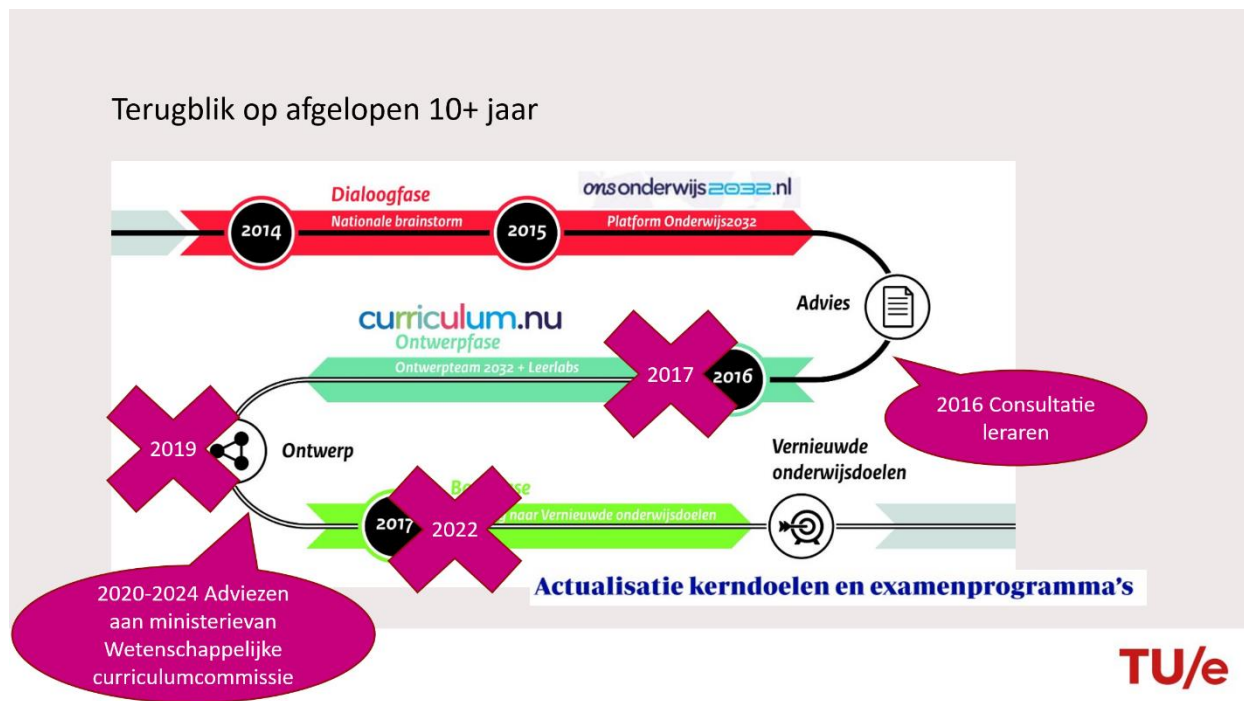 Terugblik op afgelopen 10+ jaar
Dialoogfase
onsonderwijs2032.nl
2014
Nationale brainstorm
2015
Platform Onderwijs2032
Advies
curriculum.nu
Ontwerpfase
Ontwerpteam 2032 + Leerlabs
2017
2016
2016 Consultatie
leraren
2019
Ontwerp
Vernieuwde
onderwijsdoelen
2017
2022
naar Vernieuwde onderwijsdoelen
Actualisatie kerndoelen en examenprogramma's
2020-2024 Adviezen
aan ministerievan
Wetenschappelijke
curriculumcommissie
TU/e